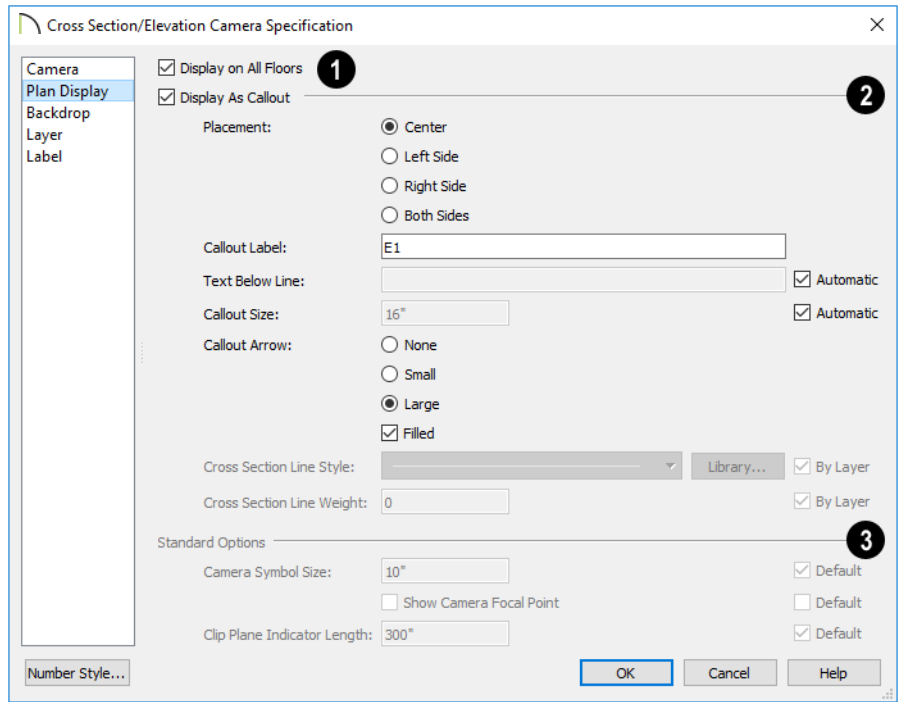 Cross Section/Elevation Camera Specification
Camera
Plan Display
Backdrop
Layer
Label
Display on All Floors 1
Display As Callout 2
Placement: Center
Left Side
Right Side
Both Sides
Callout Label: E1
Text Below Line: Automatic
Callout Size: 16" Automatic
Callout Arrow: None
Small
Large
Filled
Cross Section Line Style: Library... By Layer
Cross Section Line Weight: 0 By Layer
Standard Options 3
Camera Symbol Size: 10" Default
Show Camera Focal Point Default
Clip Plane Indicator Length: 300" Default
Number Style... OK Cancel Help